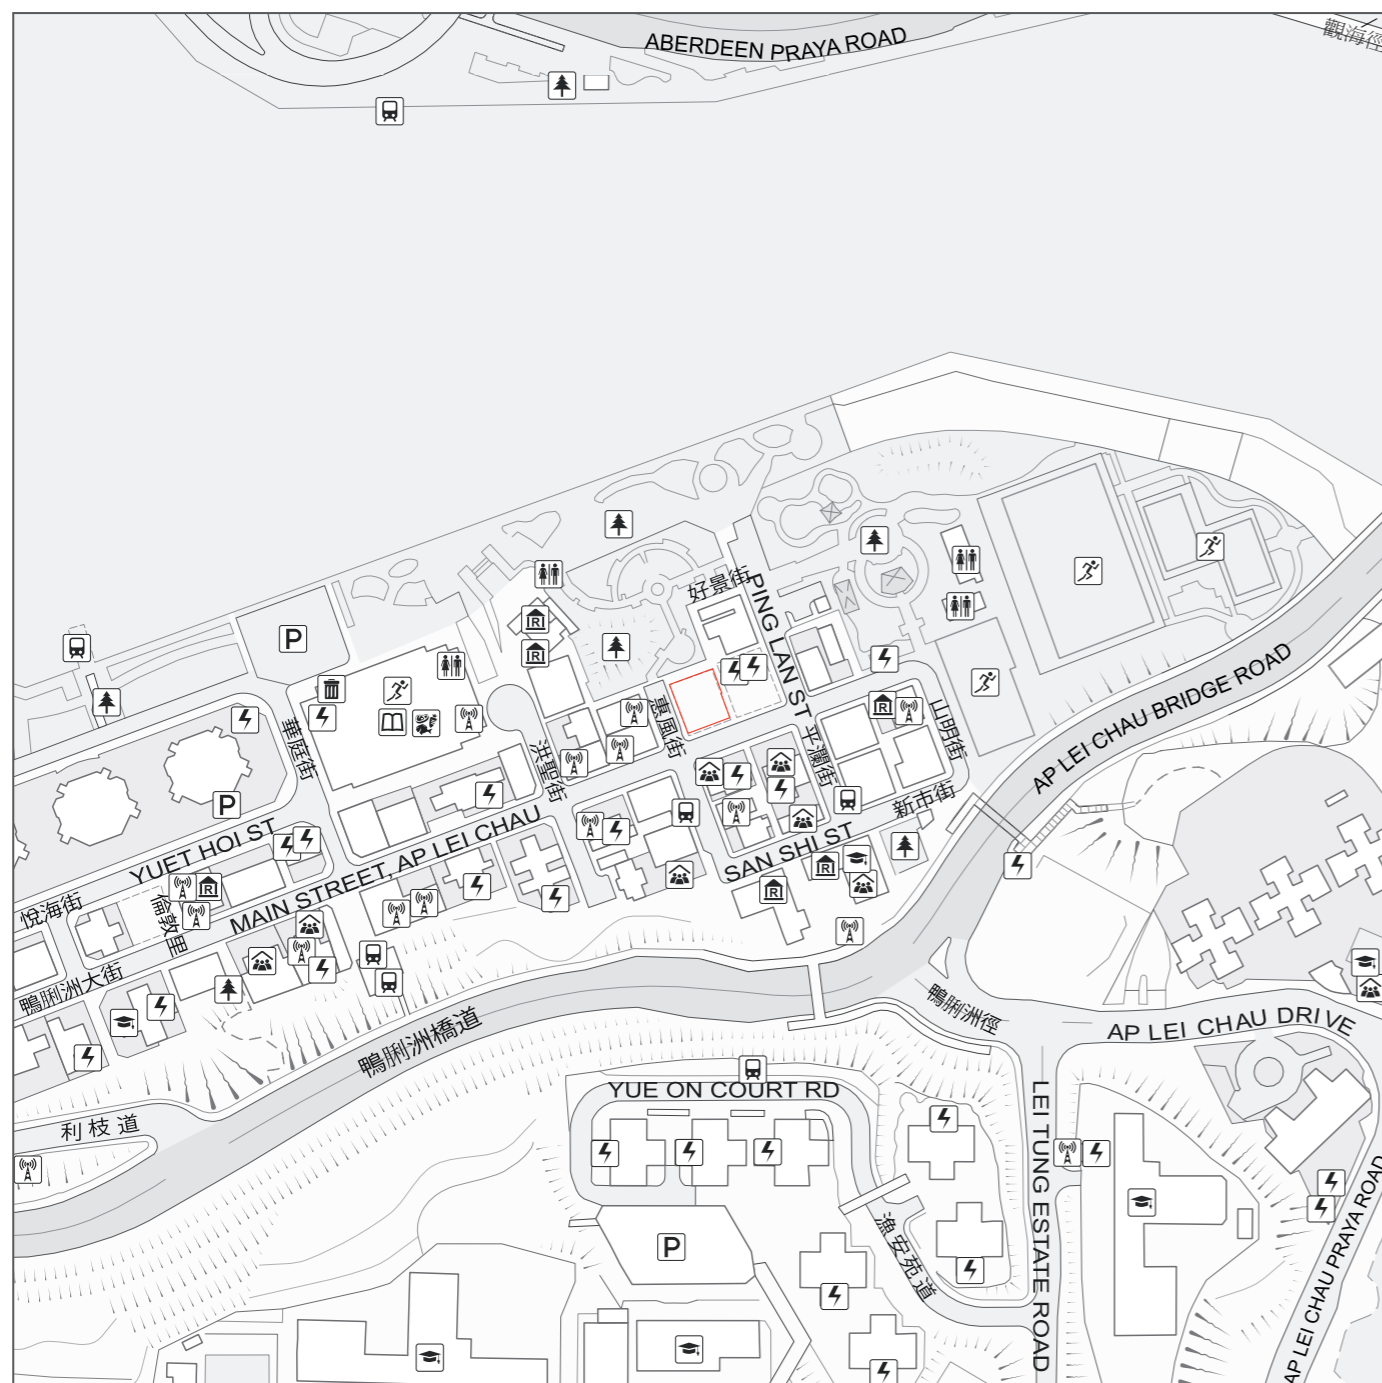 ABERDEEN PRAYA ROAD
觀海徑
好景街
PING LAN ST 平瀾街
惠風街
山明街
AP LEI CHAU BRIDGE ROAD
華庭街
洪聖街
新市街
SAN SHI ST
YUET HOI ST
悅海街
倫敦里
MAIN STREET, AP LEI CHAU
鴨脷洲大街
鴨脷洲橋道
鴨脷洲徑
AP LEI CHAU DRIVE
利枝道
YUE ON COURT RD
漁安苑道
LEI TUNG ESTATE ROAD
AP LEI CHAU PRAYA ROAD
P
P
P
R
R
R
R
R
R